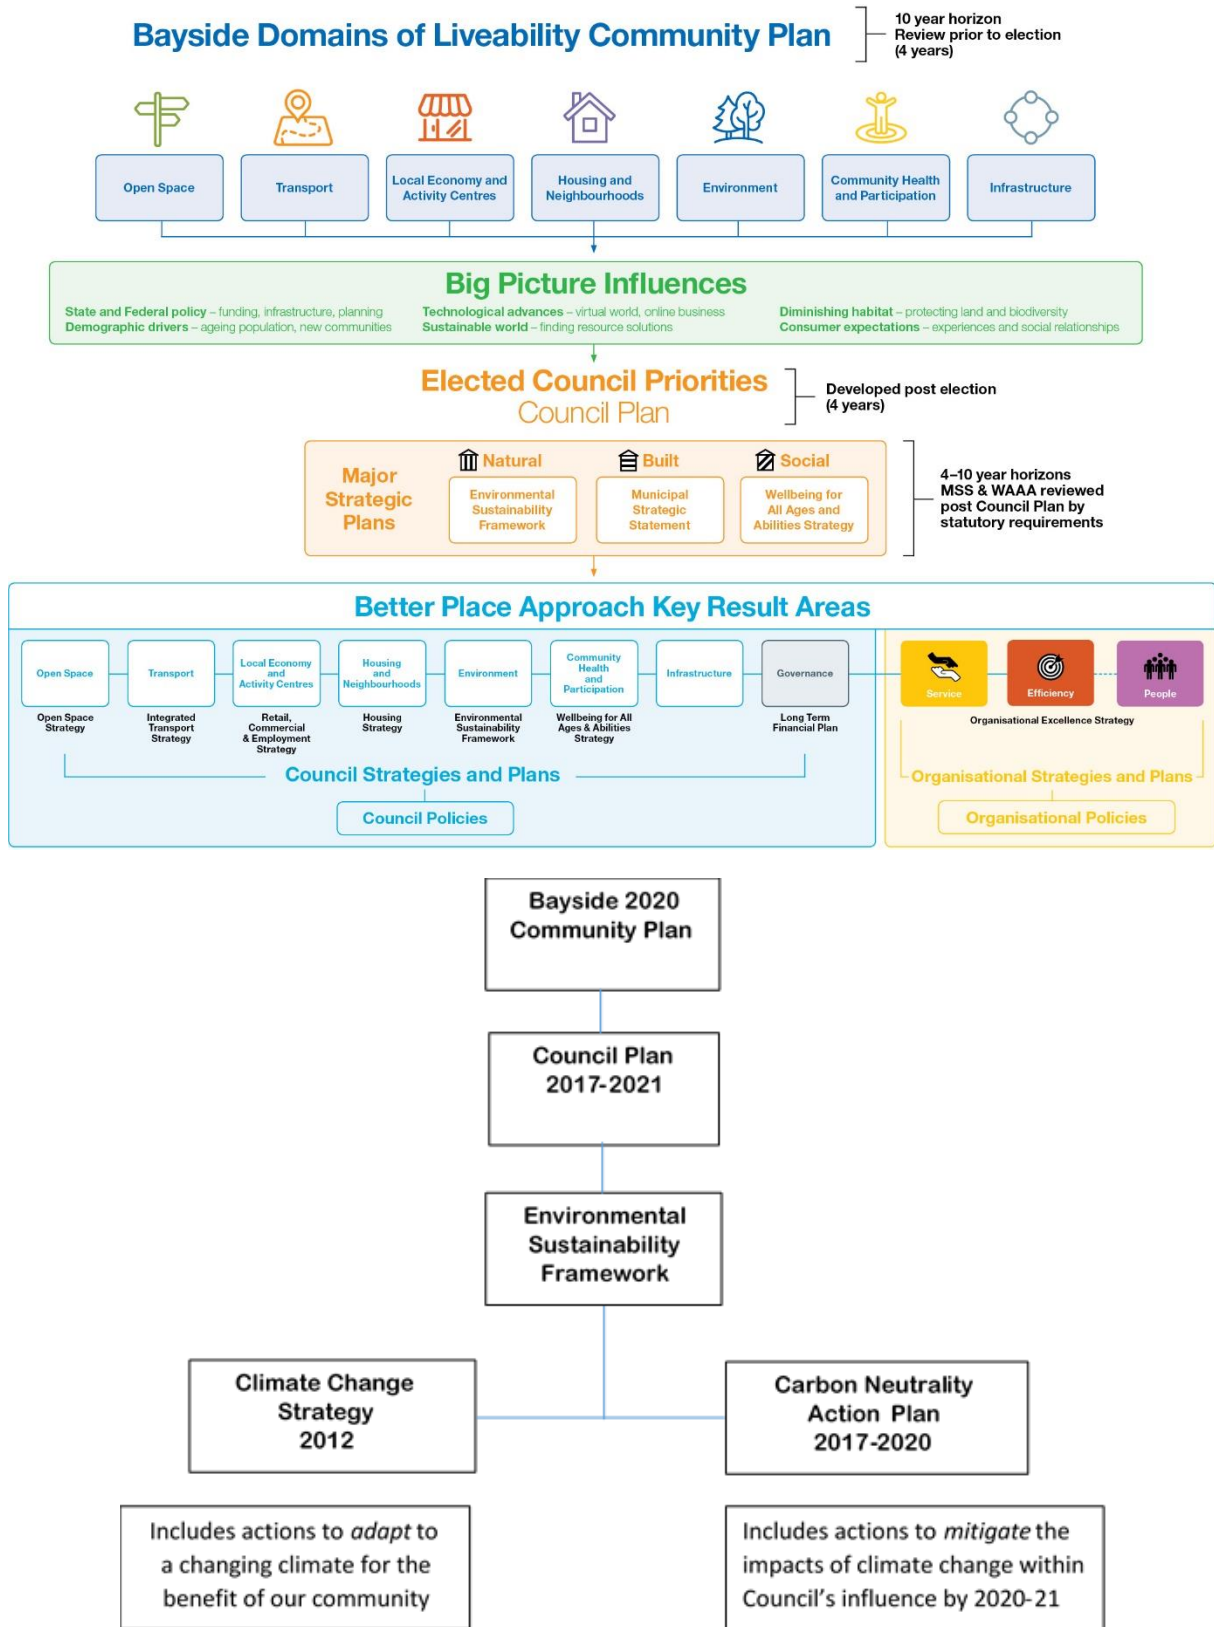 Bayside Domains of Liveability Community Plan
10 year horizon
Review prior to election
(4 years)
Open Space
Transport
Local Economy and
Activity Centres
Housing and
Neighbourhoods
Environment
Community Health
and Participation
Infrastructure
Big Picture Influences
State and Federal policy – funding, infrastructure, planning
Demographic drivers – ageing population, new communities
Technological advances – virtual world, online business
Sustainable world – finding resource solutions
Diminishing habitat – protecting land and biodiversity
Consumer expectations – experiences and social relationships
Elected Council Priorities
Council Plan
Developed post election
(4 years)
Major
Strategic
Plans
Natural
Environmental
Sustainability
Framework
Built
Municipal
Strategic
Statement
Social
Wellbeing for
All Ages and
Abilities Strategy
4–10 year horizons
MSS & WAAA reviewed
post Council Plan by
statutory requirements
Better Place Approach Key Result Areas
Open Space
Transport
Local Economy
and
Activity Centres
Housing
and
Neighbourhoods
Environment
Community
Health
and
Participation
Infrastructure
Governance
Service
Efficiency
People
Open Space
Strategy
Integrated
Transport
Strategy
Retail,
Commercial
& Employment
Strategy
Housing
Strategy
Environmental
Sustainability
Framework
Wellbeing for All
Ages & Abilities
Strategy
Long Term
Financial Plan
Organisational Excellence Strategy
Council Strategies and Plans
Council Policies
Organisational Strategies and Plans
Organisational Policies
Bayside 2020
Community Plan
Council Plan
2017-2021
Environmental
Sustainability
Framework
Climate Change
Strategy
2012
Carbon Neutrality
Action Plan
2017-2020
Includes actions to adapt to
a changing climate for the
benefit of our community
Includes actions to mitigate the
impacts of climate change within
Council's influence by 2020-21